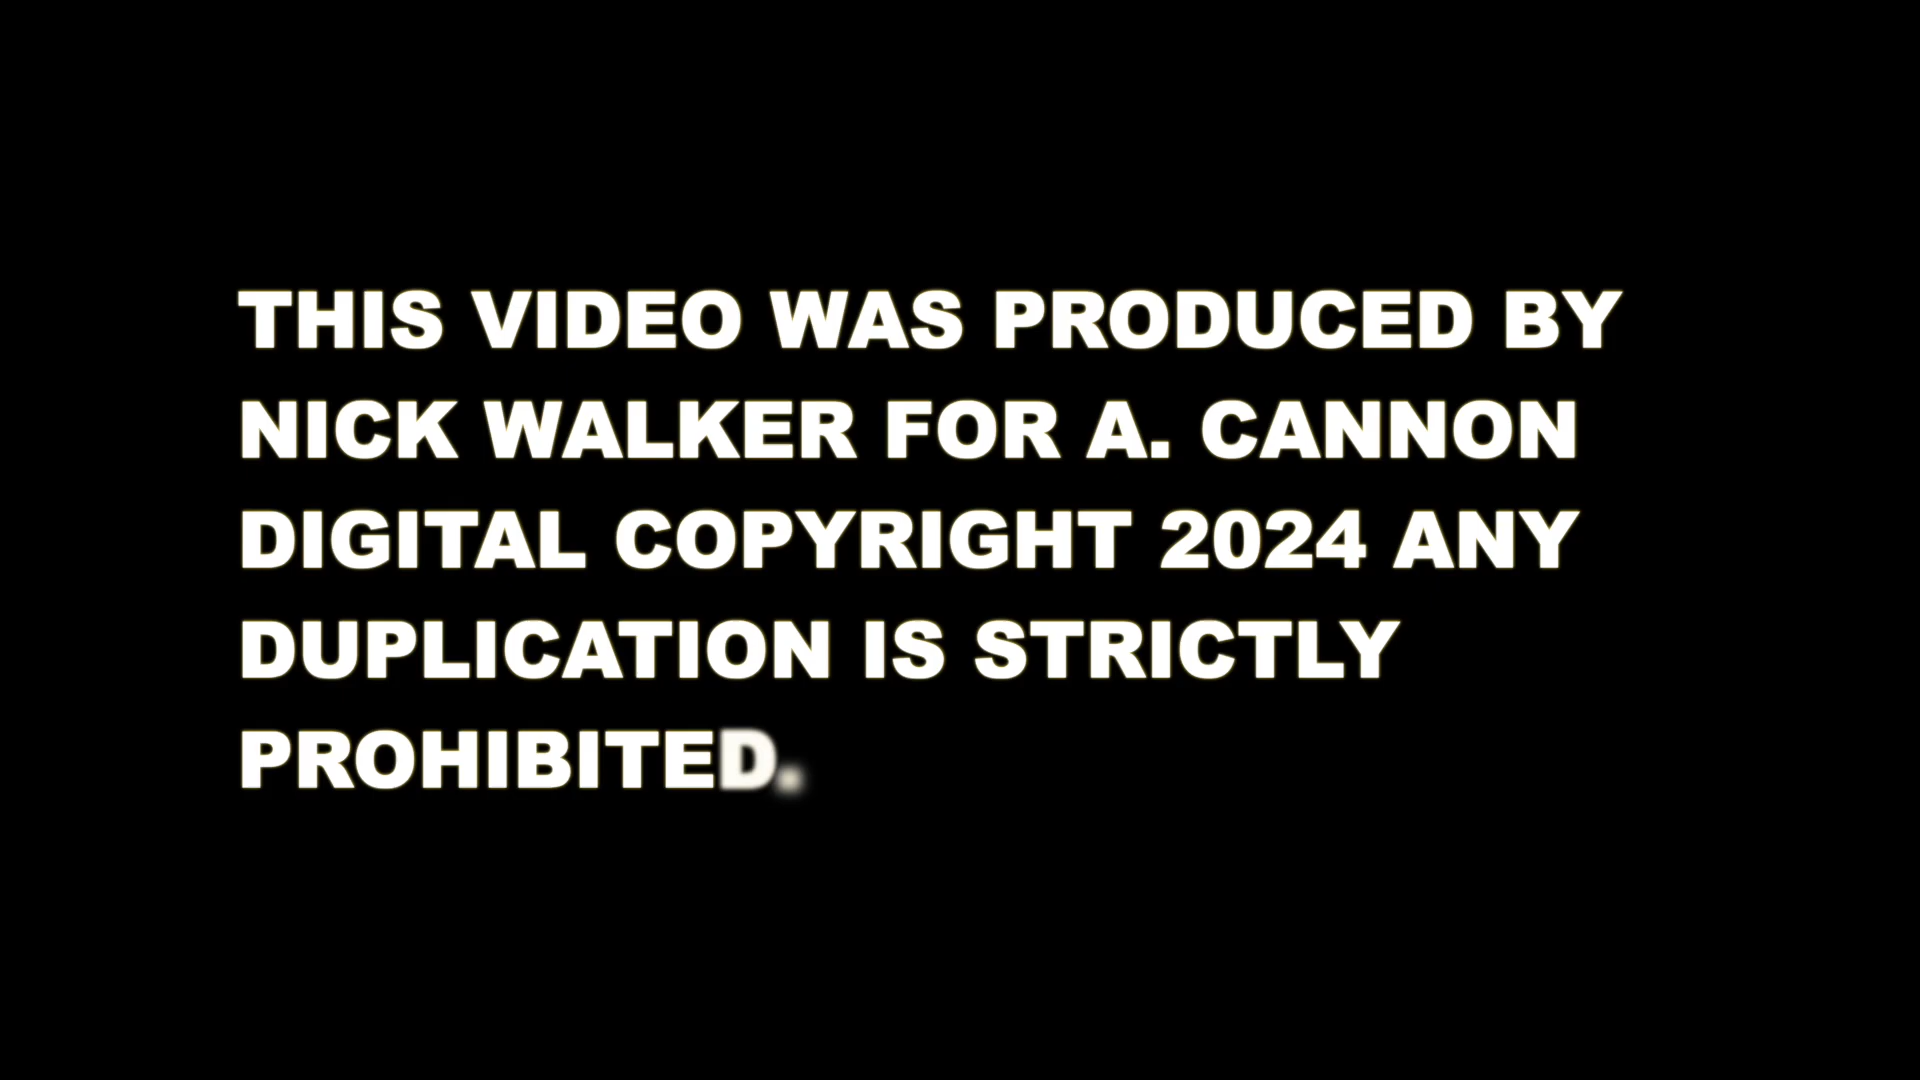 THIS VIDEO WAS PRODUCED BY
NICK WALKER FOR A. CANNON
DIGITAL COPYRIGHT 2024 ANY
DUPLICATION IS STRICTLY
PROHIBITED.